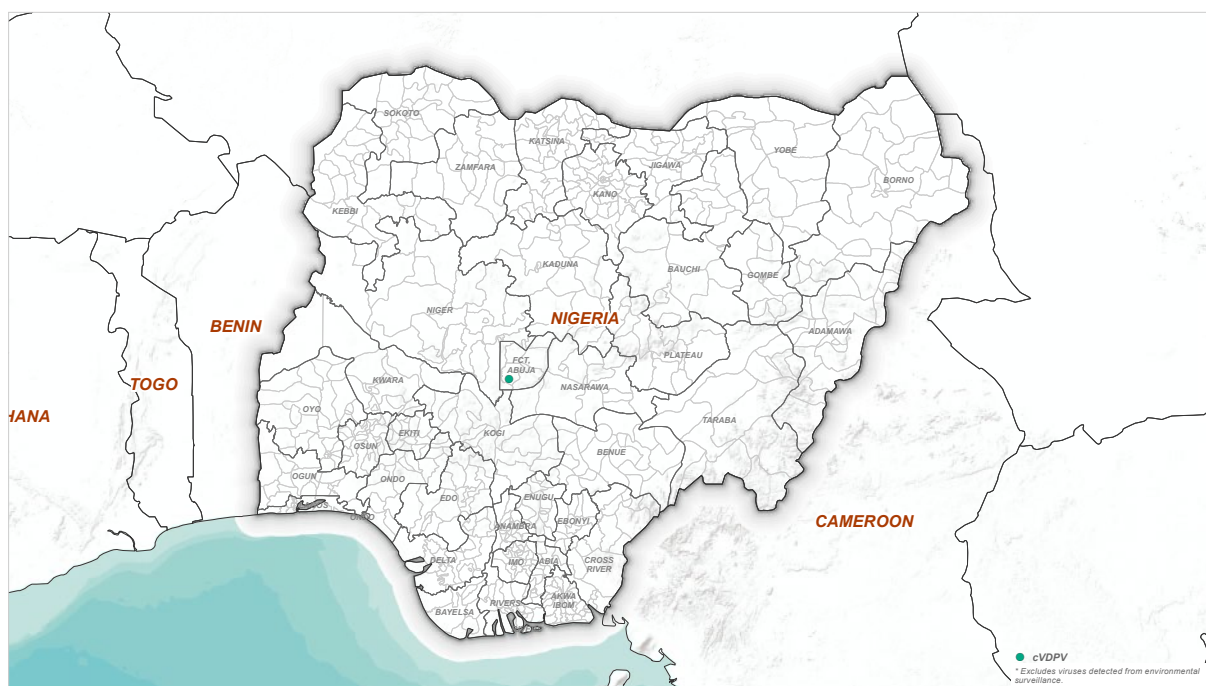 SOKOTO
KATSINA
YOBE
ZAMFARA
JIGAWA
BORNO
KANO
KEBBI
KADUNA
BAUCHI
GOMBE
NIGER
NIGERIA
BENIN
ADAMAWA
PLATEAU
FCT,
ABUJA
TOGO
KWARA
NASARAWA
OYO
HANA
TARABA
EKITI
KOGI
OSUN
BENUE
OGUN
ONDO
EDO
ENUGU
ONDO
ANAMBRA
EBONYI
CAMEROON
DELTA
IMO
ABIA
CROSS
RIVER
AKWA
IBOM
RIVERS
BAYELSA
cVDPV
* Excludes viruses detected from environmental
surveillance.